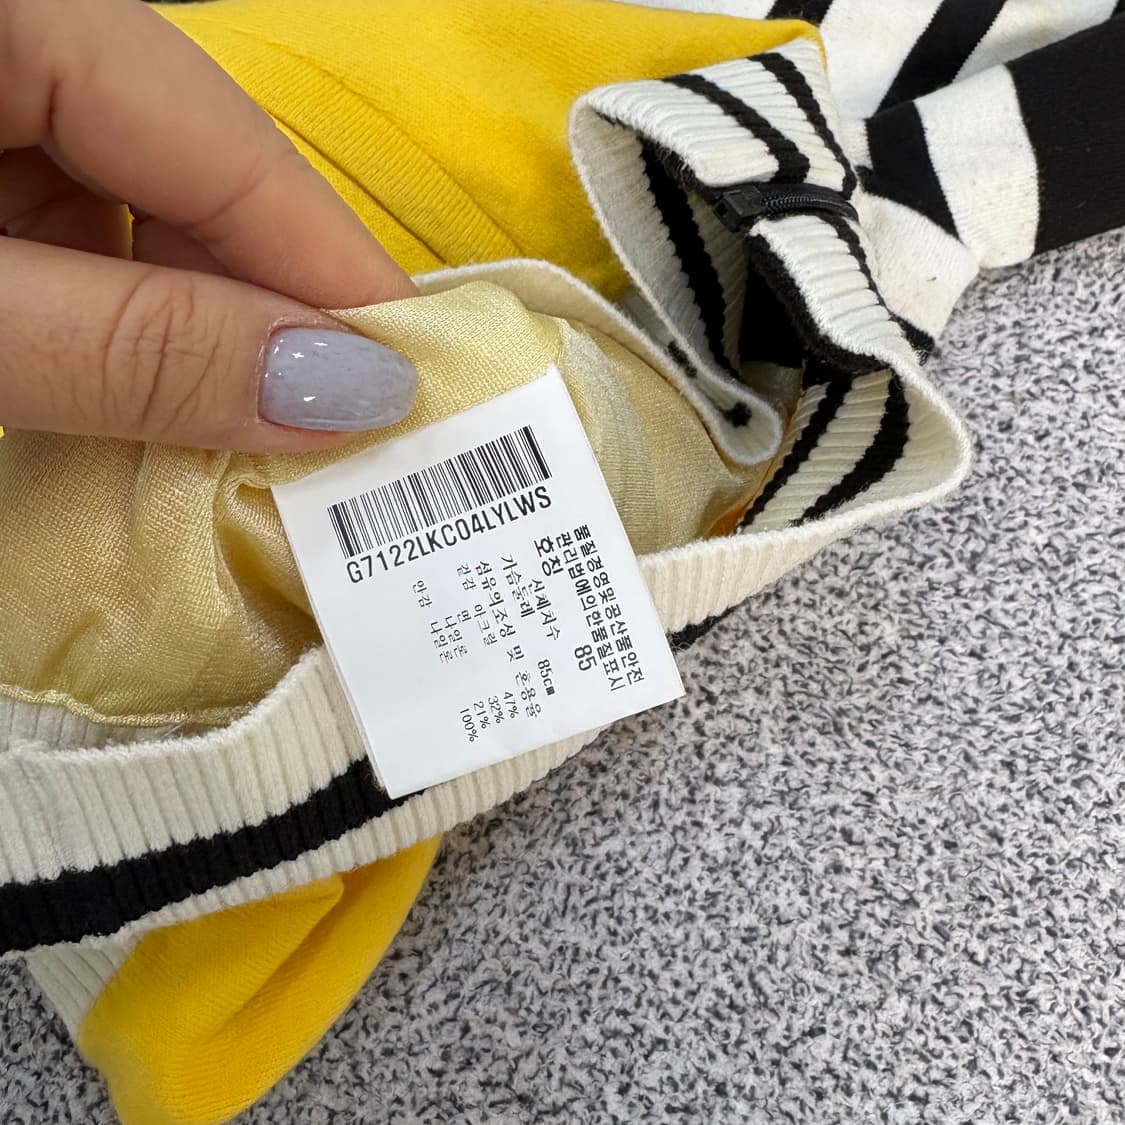 G7122LKC04LYLWS
품질경영및공산품안전
관리법에의한품질표시
호칭 85
신체치수
가슴둘레 85cm
섬유의조성 및 혼용율
겉감 아크릴 47%
면 32%
나일론 21%
안감 나일론 100%